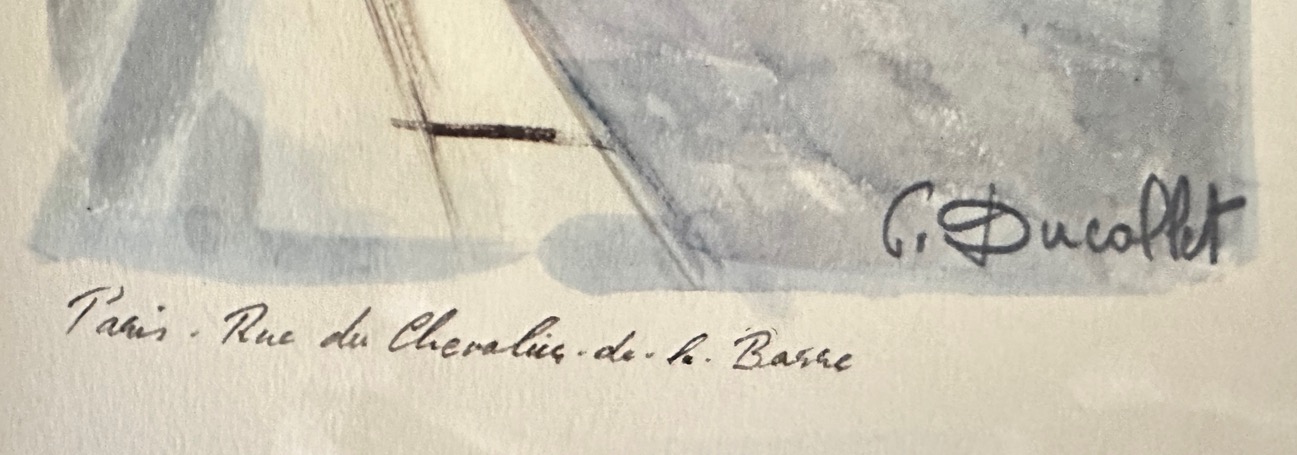 G. Ducollet
Paris. Rue du Chevalier-de-la-Barre